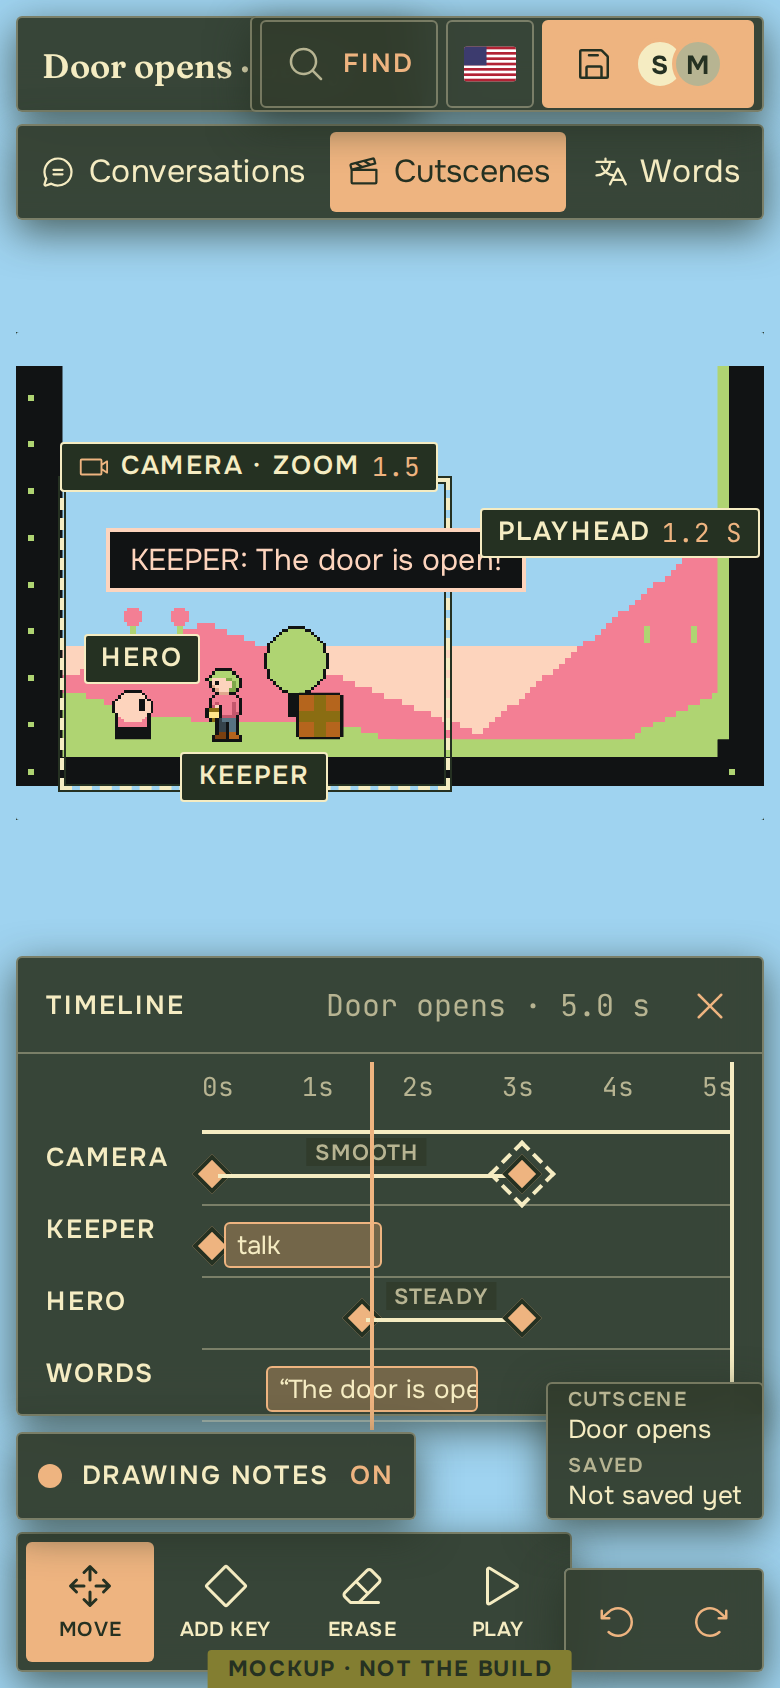 Door opens ·
FIND
S M
Conversations
Cutscenes
Words
CAMERA · ZOOM 1.5
PLAYHEAD 1.2 S
KEEPER: The door is open!
HERO
KEEPER
TIMELINE
Door opens · 5.0 s
0s 1s 2s 3s 4s 5s
CAMERA
SMOOTH
KEEPER
talk
HERO
STEADY
WORDS
“The door is ope
CUTSCENE
Door opens
SAVED
Not saved yet
DRAWING NOTES ON
MOVE
ADD KEY
ERASE
PLAY
MOCKUP · NOT THE BUILD